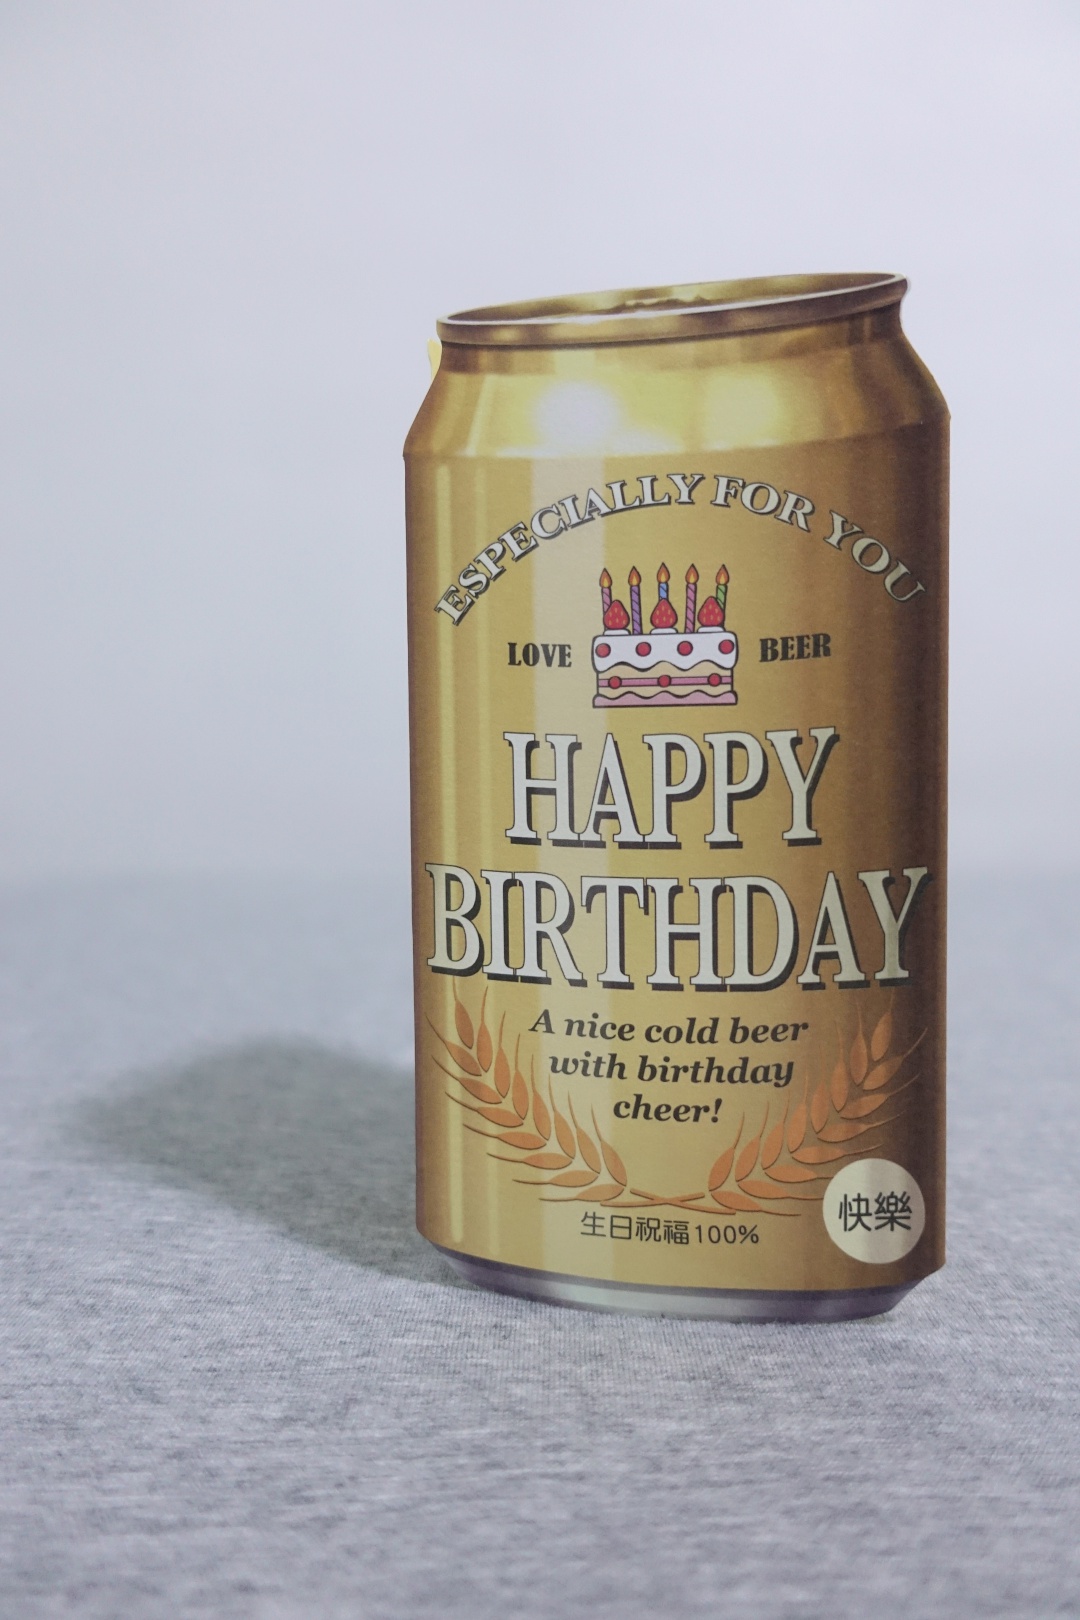 ESPECIALLY FOR YOU
LOVE BEER
HAPPY
BIRTHDAY
A nice cold beer
with birthday
cheer!
快樂
生日祝福100%